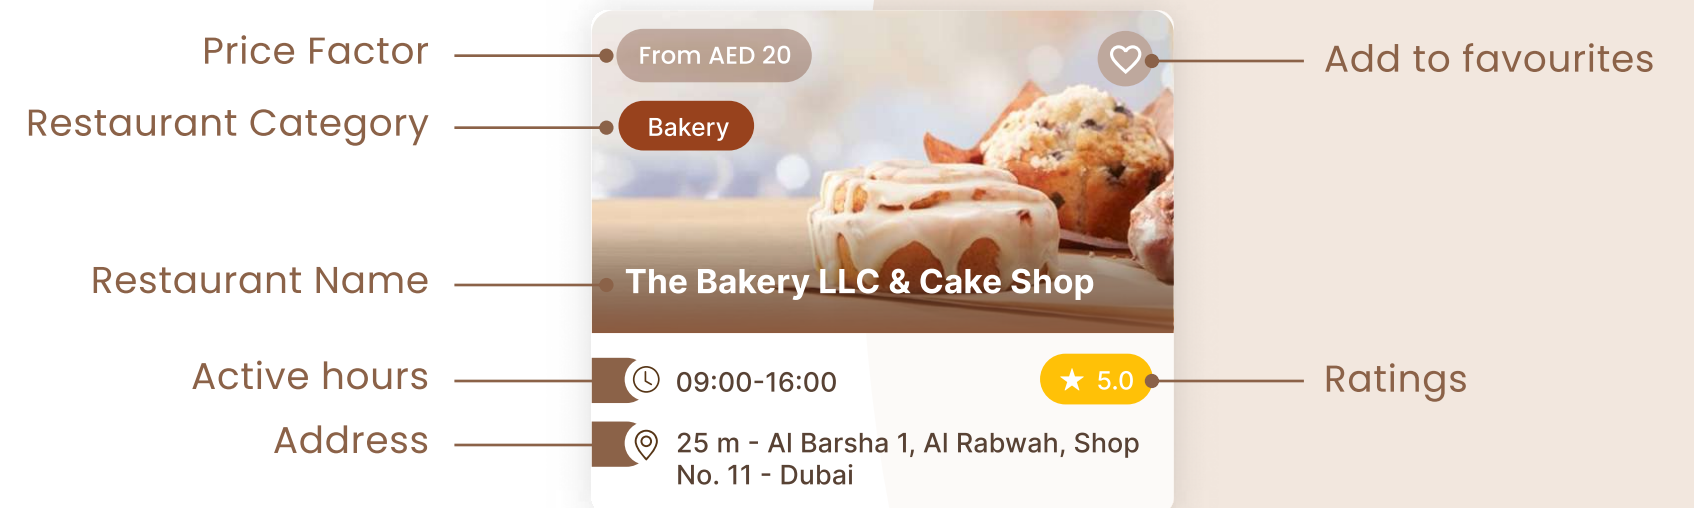 Price Factor
From AED 20
Add to favourites
Restaurant Category
Bakery
Restaurant Name
The Bakery LLC & Cake Shop
Active hours
09:00-16:00
5.0
Ratings
Address
25 m - Al Barsha 1, Al Rabwah, Shop
No. 11 - Dubai